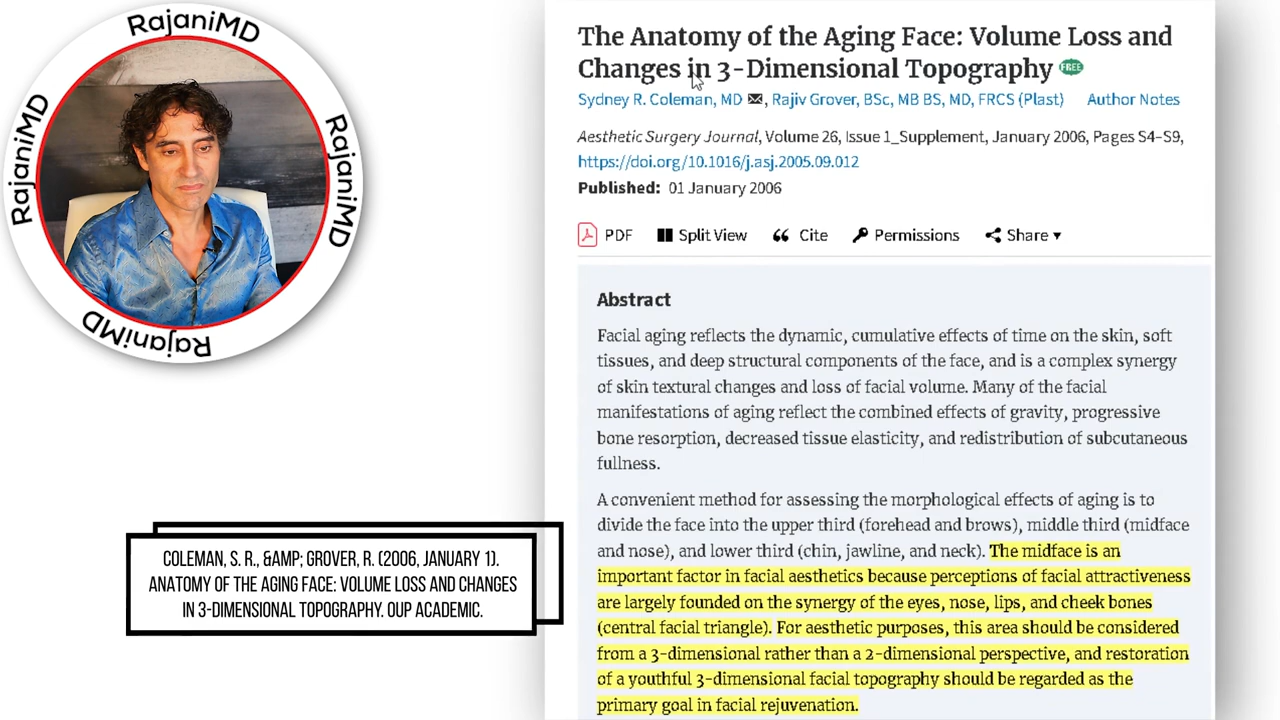 RajaniMD
RajaniMD
RajaniMD
RajaniMD
The Anatomy of the Aging Face: Volume Loss and
Changes in 3-Dimensional Topography FREE
Sydney R. Coleman, MD , Rajiv Grover, BSc, MB BS, MD, FRCS (Plast) Author Notes
Aesthetic Surgery Journal, Volume 26, Issue 1_Supplement, January 2006, Pages S4–S9,
https://doi.org/10.1016/j.asj.2005.09.012
Published: 01 January 2006
PDF Split View Cite Permissions Share
Abstract
Facial aging reflects the dynamic, cumulative effects of time on the skin, soft
tissues, and deep structural components of the face, and is a complex synergy
of skin textural changes and loss of facial volume. Many of the facial
manifestations of aging reflect the combined effects of gravity, progressive
bone resorption, decreased tissue elasticity, and redistribution of subcutaneous
fullness.
A convenient method for assessing the morphological effects of aging is to
divide the face into the upper third (forehead and brows), middle third (midface
and nose), and lower third (chin, jawline, and neck). The midface is an
important factor in facial aesthetics because perceptions of facial attractiveness
are largely founded on the synergy of the eyes, nose, lips, and cheek bones
(central facial triangle). For aesthetic purposes, this area should be considered
from a 3-dimensional rather than a 2-dimensional perspective, and restoration
of a youthful 3-dimensional facial topography should be regarded as the
primary goal in facial rejuvenation.
COLEMAN, S. R., &AMP; GROVER, R. (2006, JANUARY 1).
ANATOMY OF THE AGING FACE: VOLUME LOSS AND CHANGES
IN 3-DIMENSIONAL TOPOGRAPHY. OUP ACADEMIC.